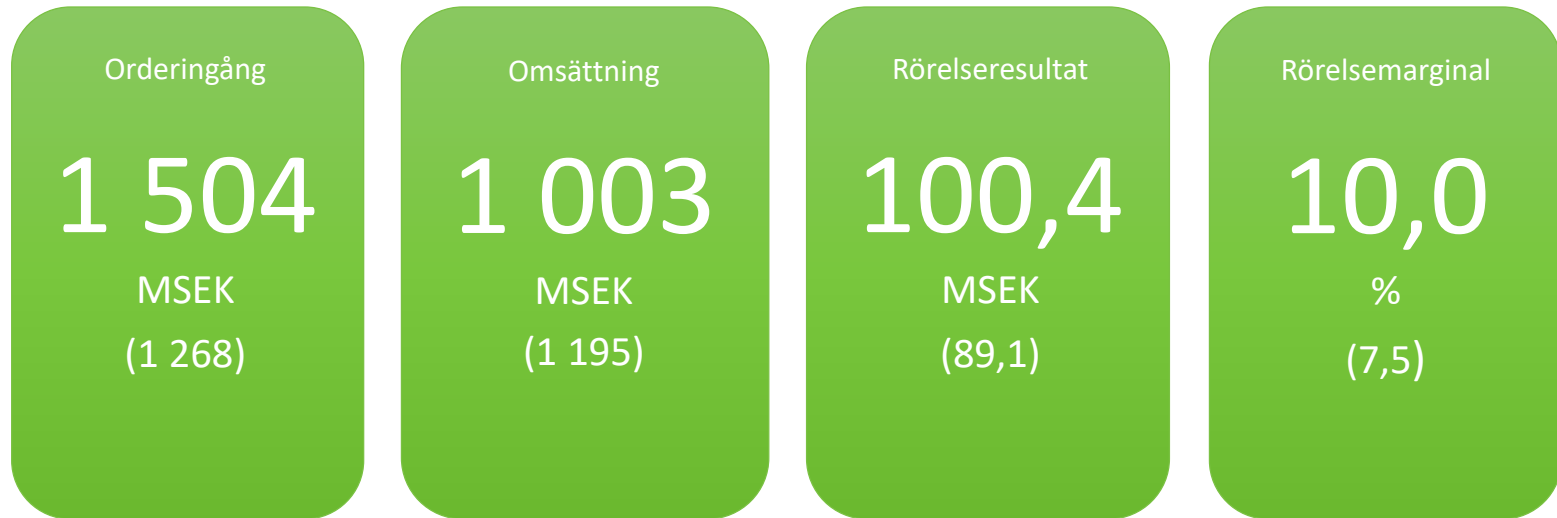 Orderingång
1 504
MSEK
(1 268)
Omsättning
1 003
MSEK
(1 195)
Rörelseresultat
100,4
MSEK
(89,1)
Rörelsemarginal
10,0
%
(7,5)